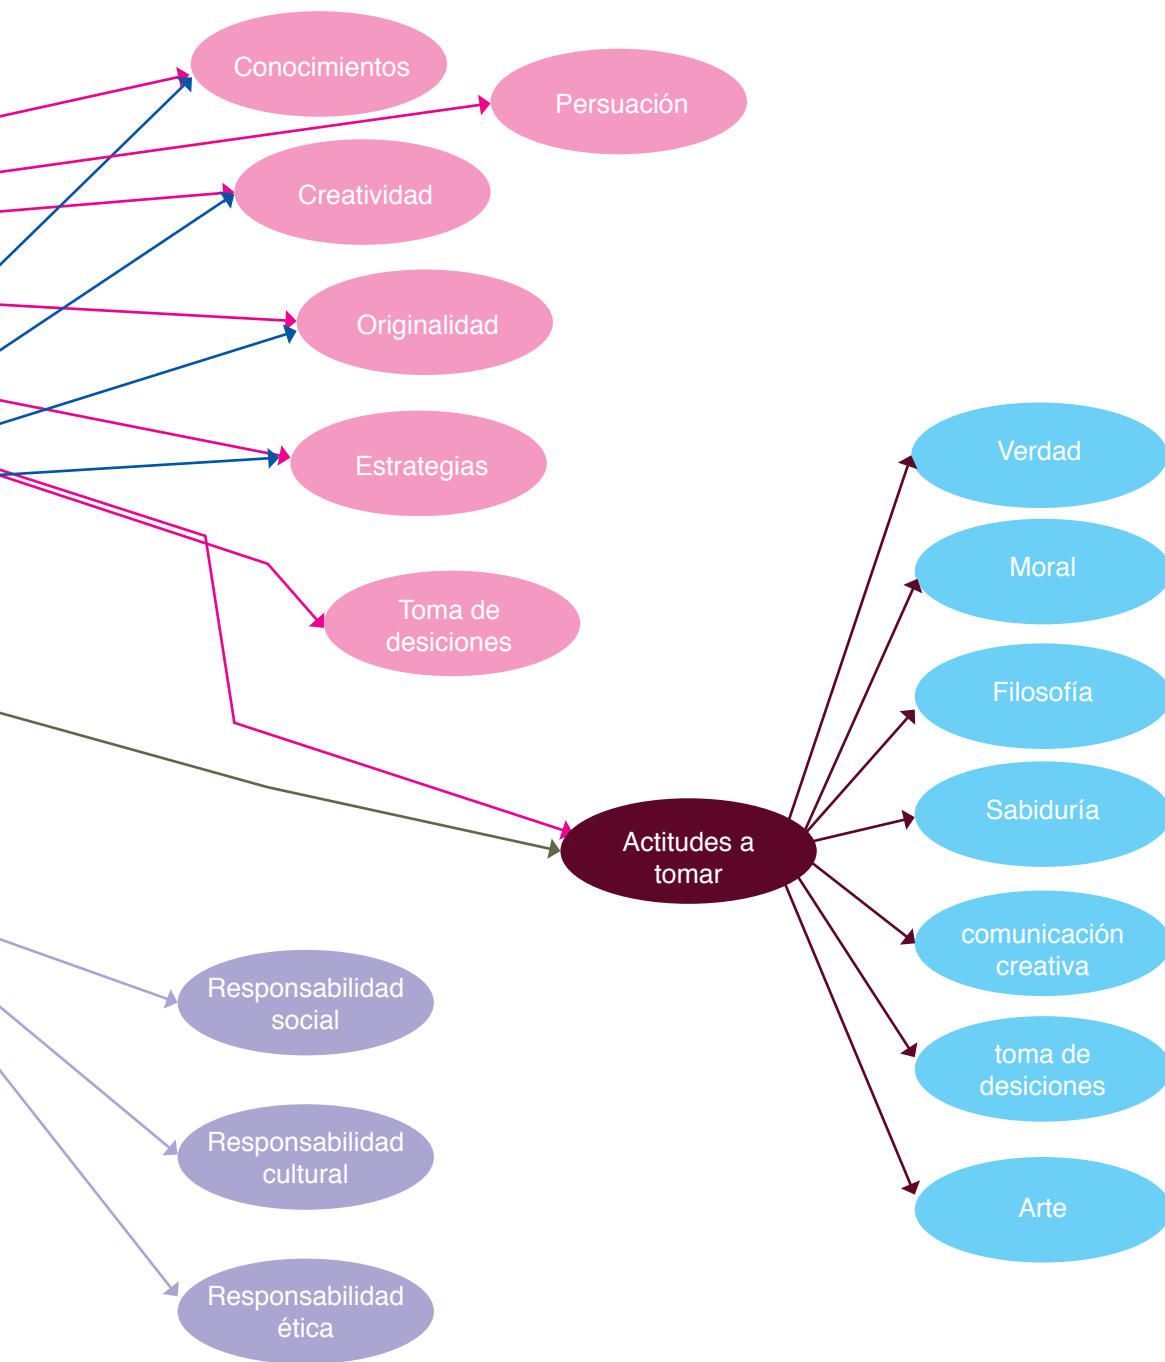 Conocimientos
Persuación
Creatividad
Originalidad
Estrategias
Toma de
desiciones
Actitudes a
tomar
Verdad
Moral
Filosofía
Sabiduría
comunicación
creativa
toma de
desiciones
Arte
Responsabilidad
social
Responsabilidad
cultural
Responsabilidad
ética